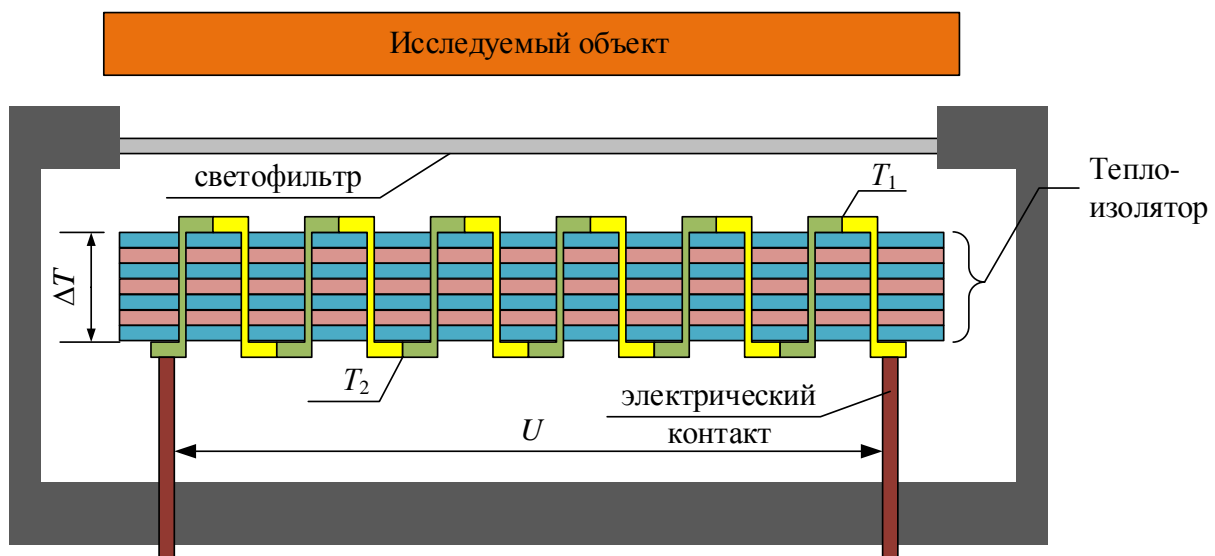 Исследуемый объект
светофильтр
T1
Тепло-
изолятор
ΔT
T2
электрический
контакт
U